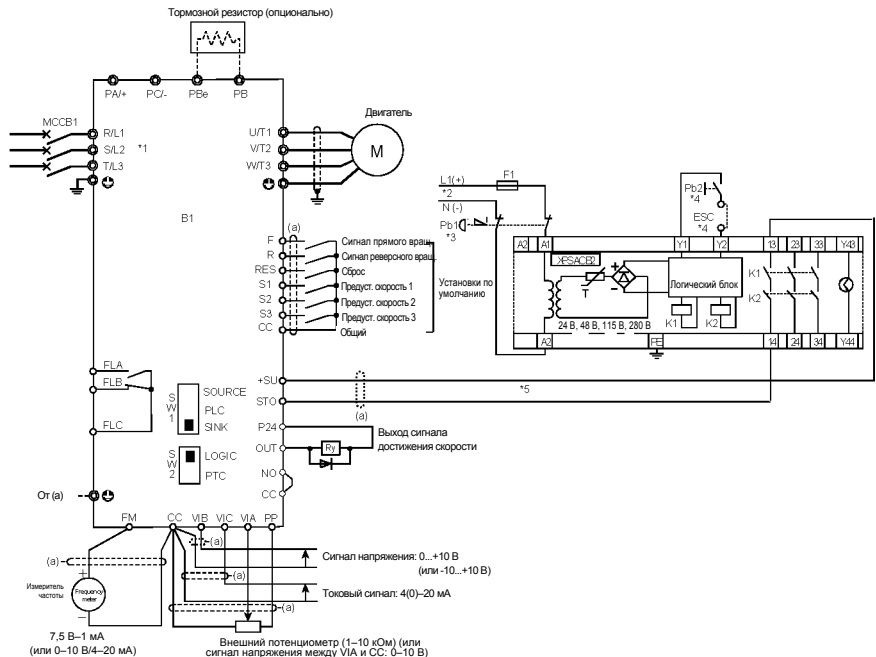 Тормозной резистор (опционально)
PA/+ PC/- PBe PB
MCCB1
R/L1
S/L2 *1
T/L3
U/T1
V/T2
W/T3
Двигатель
M
B1
(a)
F Сигнал прямого вращ.
R Сигнал реверсного вращ.
RES Сброс
S1 Предуст. скорость 1
S2 Предуст. скорость 2
S3 Предуст. скорость 3
CC Общий
Установки по
умолчанию
L1(+) F1
*2
N (-)
Pb1
*3
Pb2
*4
ESC
*4
A2 A1 Y1 Y2 13 23 33 Y43
XPSACB2
T
+
-
Логический блок
K1
K2
24 В, 48 В, 115 В, 280 В
K1 K2
A2 PE 14 24 34 Y44
FLA
FLB
FLC
SW1
SOURCE
PLC
SINK
SW2
LOGIC
PTC
+SU
STO
*5
(a)
P24
OUT
Ry
Выход сигнала
достижения скорости
NO
CC
От (a)
FM CC VIB VIC VIA PP
(a)
(a)
(a)
(a)
Сигнал напряжения: 0...+10 В
(или -10...+10 В)
Токовый сигнал: 4(0)–20 мА
Измеритель
частоты
+
Frequency
meter
–
7,5 В–1 мА
(или 0–10 В/4–20 мА)
Внешний потенциометр (1–10 кОм) (или
сигнал напряжения между VIA и CC: 0–10 В)